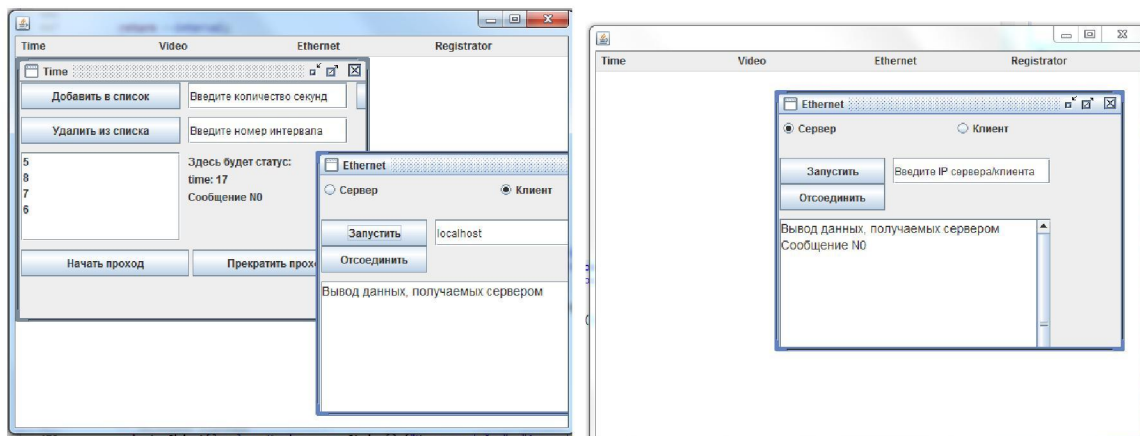 Time Video Ethernet Registrator
Time
Добавить в список Введите количество секунд
Удалить из списка Введите номер интервала
5
8
7
6
Здесь будет статус:
time: 17
Сообщение N0
Начать проход Прекратить прох
Ethernet
Сервер Клиент
Запустить localhost
Отсоединить
Вывод данных, получаемых сервером
Time Video Ethernet Registrator
Ethernet
Сервер Клиент
Запустить Введите IP сервера/клиента
Отсоединить
Вывод данных, получаемых сервером
Сообщение N0